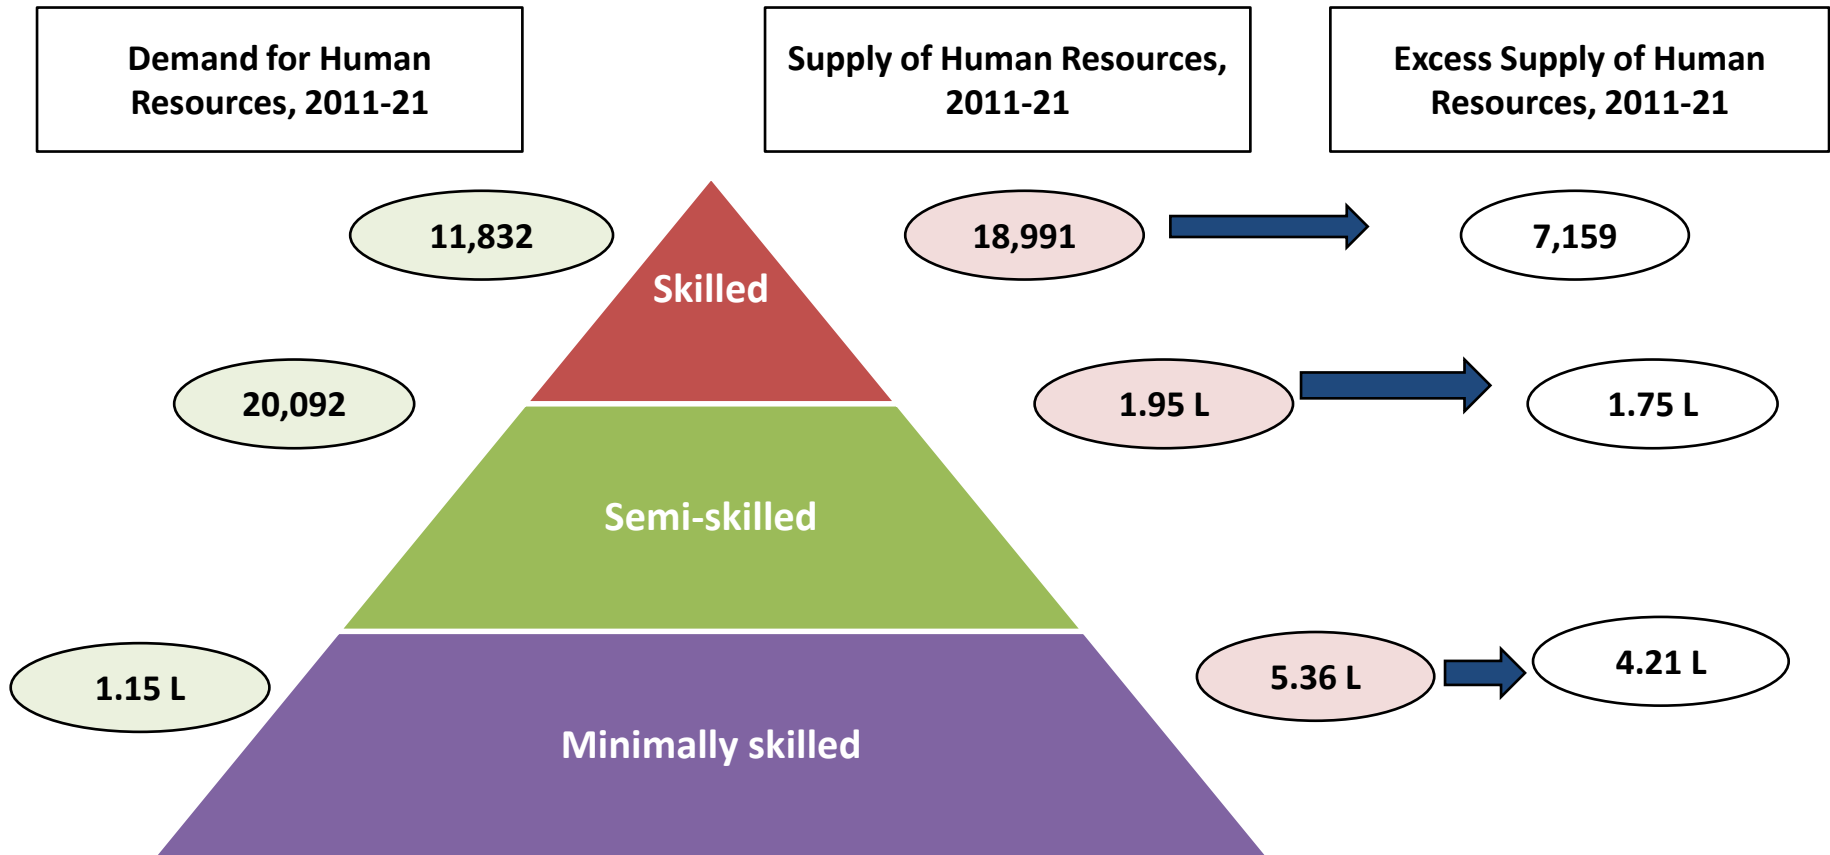 Demand for Human
Resources, 2011-21
Supply of Human Resources,
2011-21
Excess Supply of Human
Resources, 2011-21
11,832
18,991
7,159
Skilled
20,092
1.95 L
1.75 L
Semi-skilled
1.15 L
5.36 L
4.21 L
Minimally skilled